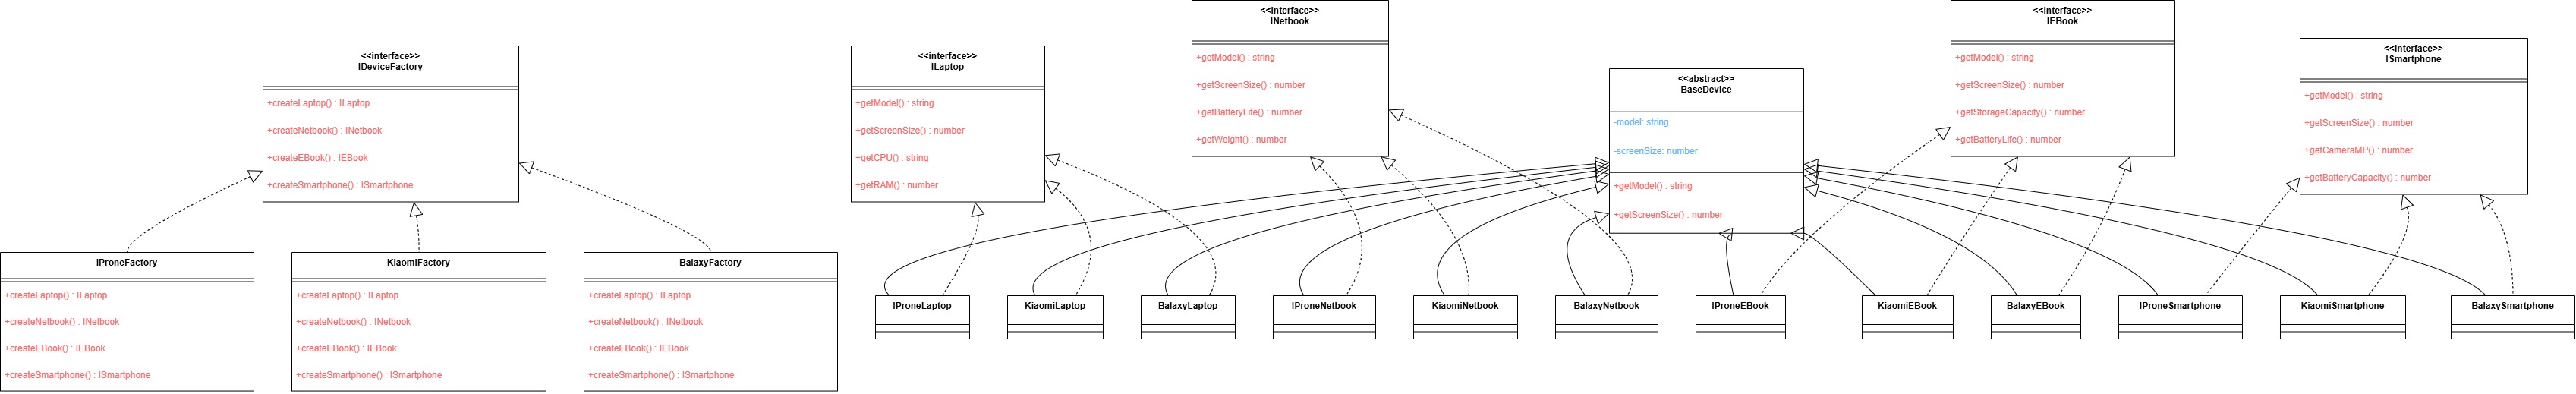 <<interface>>
IDeviceFactory
+createLaptop() : ILaptop
+createNetbook() : INetbook
+createEBook() : IEBook
+createSmartphone() : ISmartphone
<<interface>>
ILaptop
+getModel() : string
+getScreenSize() : number
+getCPU() : string
+getRAM() : number
<<interface>>
INetbook
+getModel() : string
+getScreenSize() : number
+getBatteryLife() : number
+getWeight() : number
<<abstract>>
BaseDevice
-model: string
-screenSize: number
+getModel() : string
+getScreenSize() : number
<<interface>>
IEBook
+getModel() : string
+getScreenSize() : number
+getStorageCapacity() : number
+getBatteryLife() : number
<<interface>>
ISmartphone
+getModel() : string
+getScreenSize() : number
+getCameraMP() : number
+getBatteryCapacity() : number
IProneFactory
+createLaptop() : ILaptop
+createNetbook() : INetbook
+createEBook() : IEBook
+createSmartphone() : ISmartphone
KiaomiFactory
+createLaptop() : ILaptop
+createNetbook() : INetbook
+createEBook() : IEBook
+createSmartphone() : ISmartphone
BalaxyFactory
+createLaptop() : ILaptop
+createNetbook() : INetbook
+createEBook() : IEBook
+createSmartphone() : ISmartphone
IProneLaptop
KiaomiLaptop
BalaxyLaptop
IProneNetbook
KiaomiNetbook
BalaxyNetbook
IProneEBook
KiaomiEBook
BalaxyEBook
IProneSmartphone
KiaomiSmartphone
BalaxySmartphone